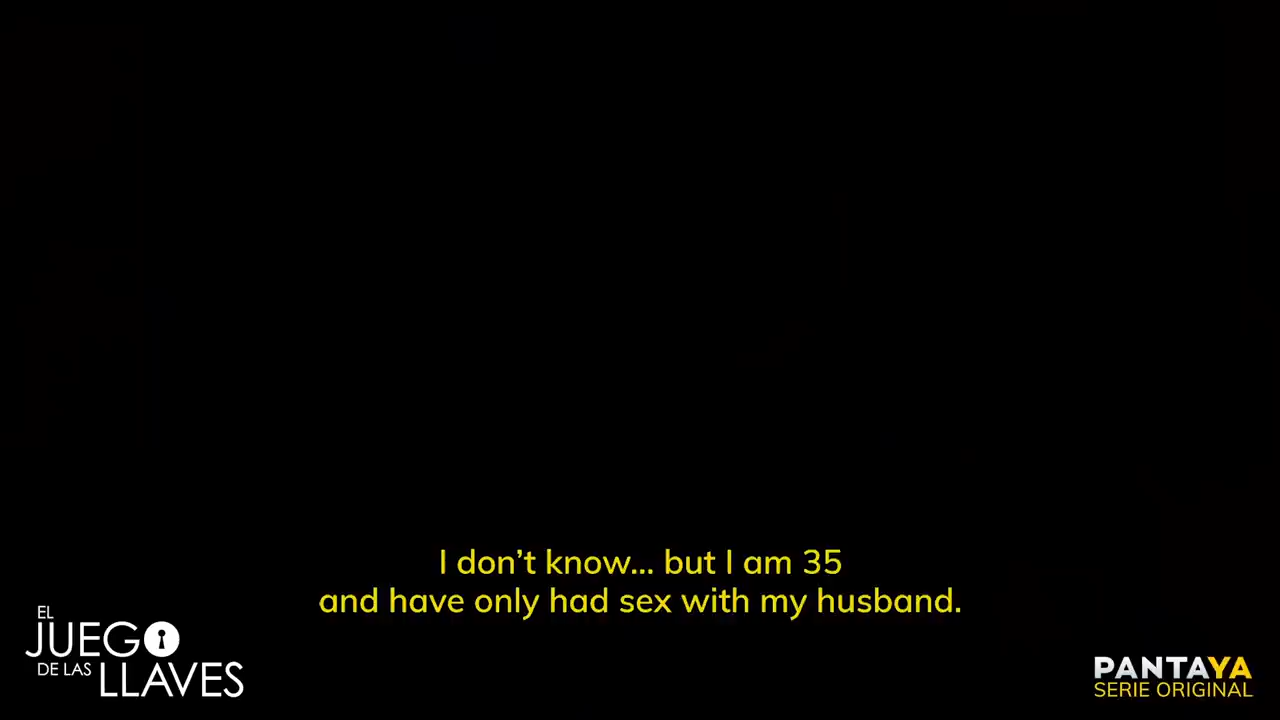 I don't know... but I am 35
and have only had sex with my husband.
EL
JUEGO
DE LAS LLAVES
PANTAYA
SERIE ORIGINAL